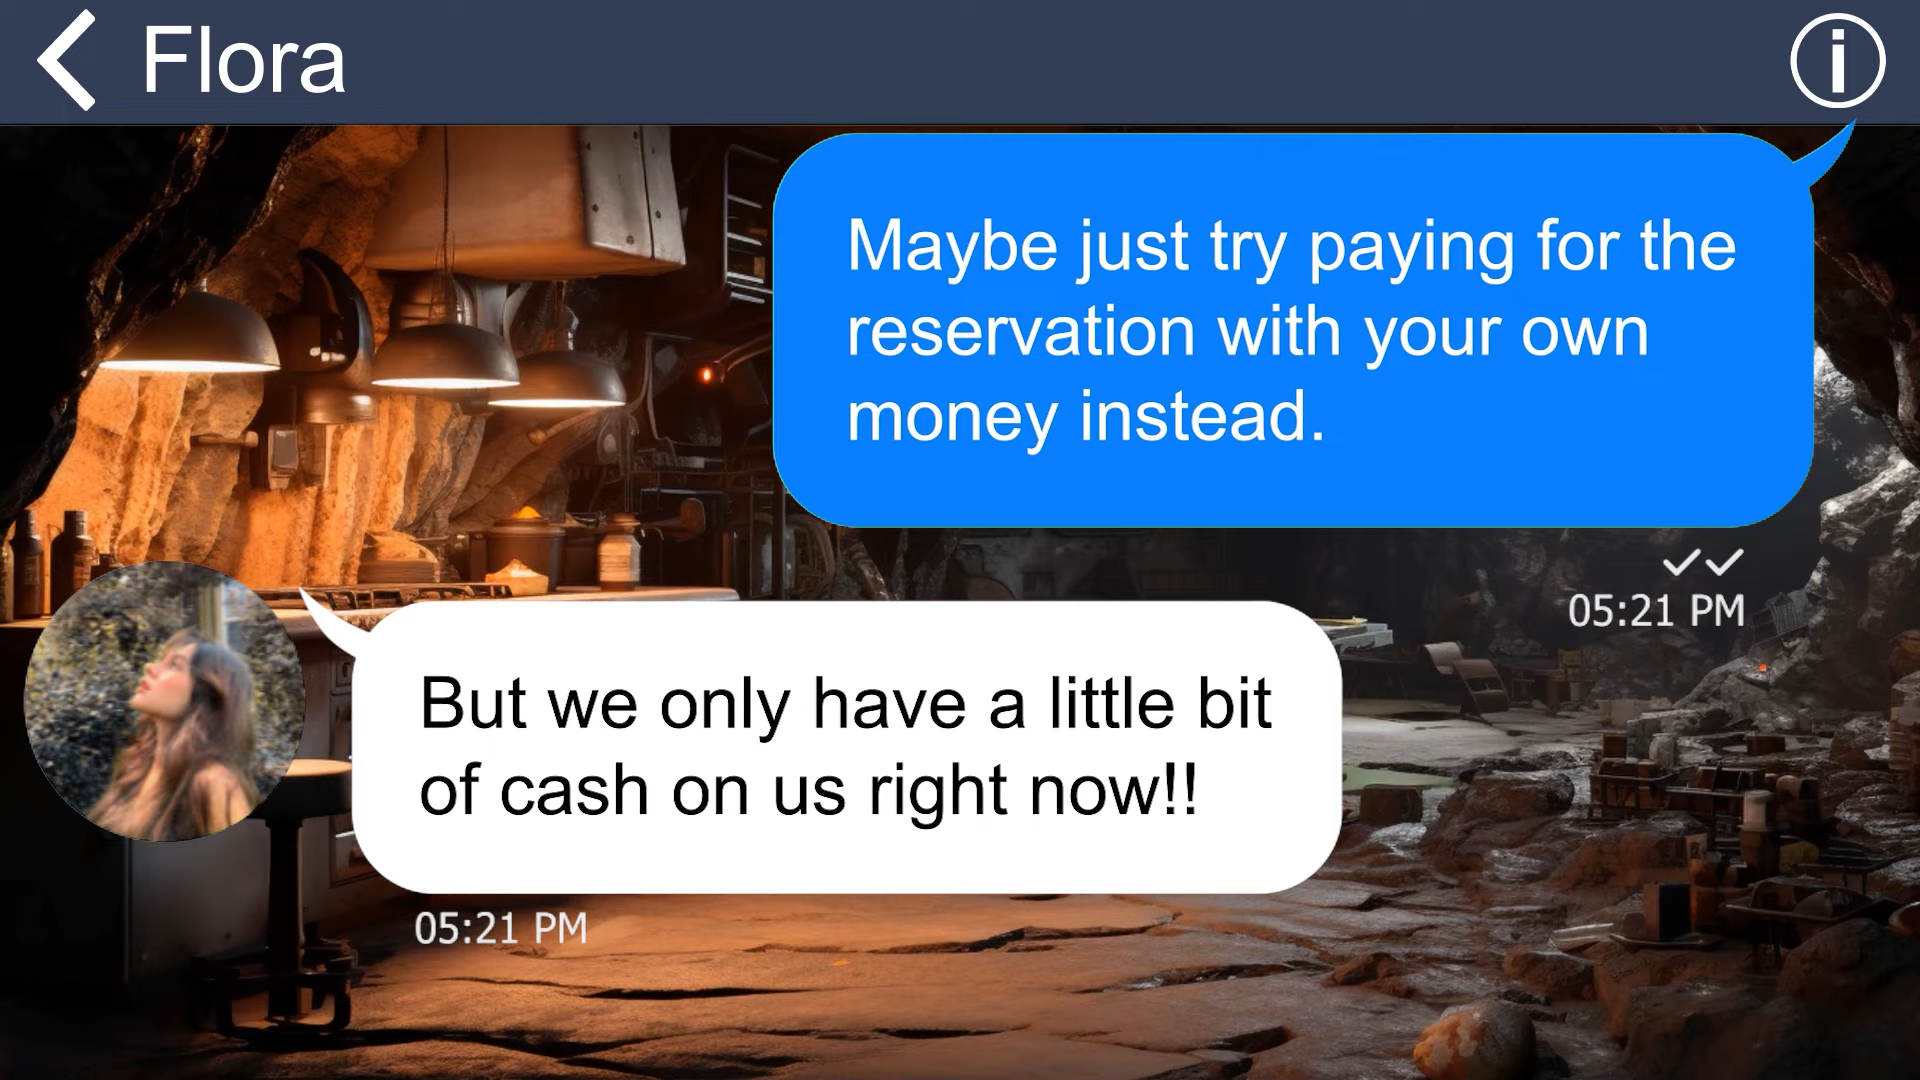 Flora
Maybe just try paying for the
reservation with your own
money instead.
05:21 PM
But we only have a little bit
of cash on us right now!!
05:21 PM